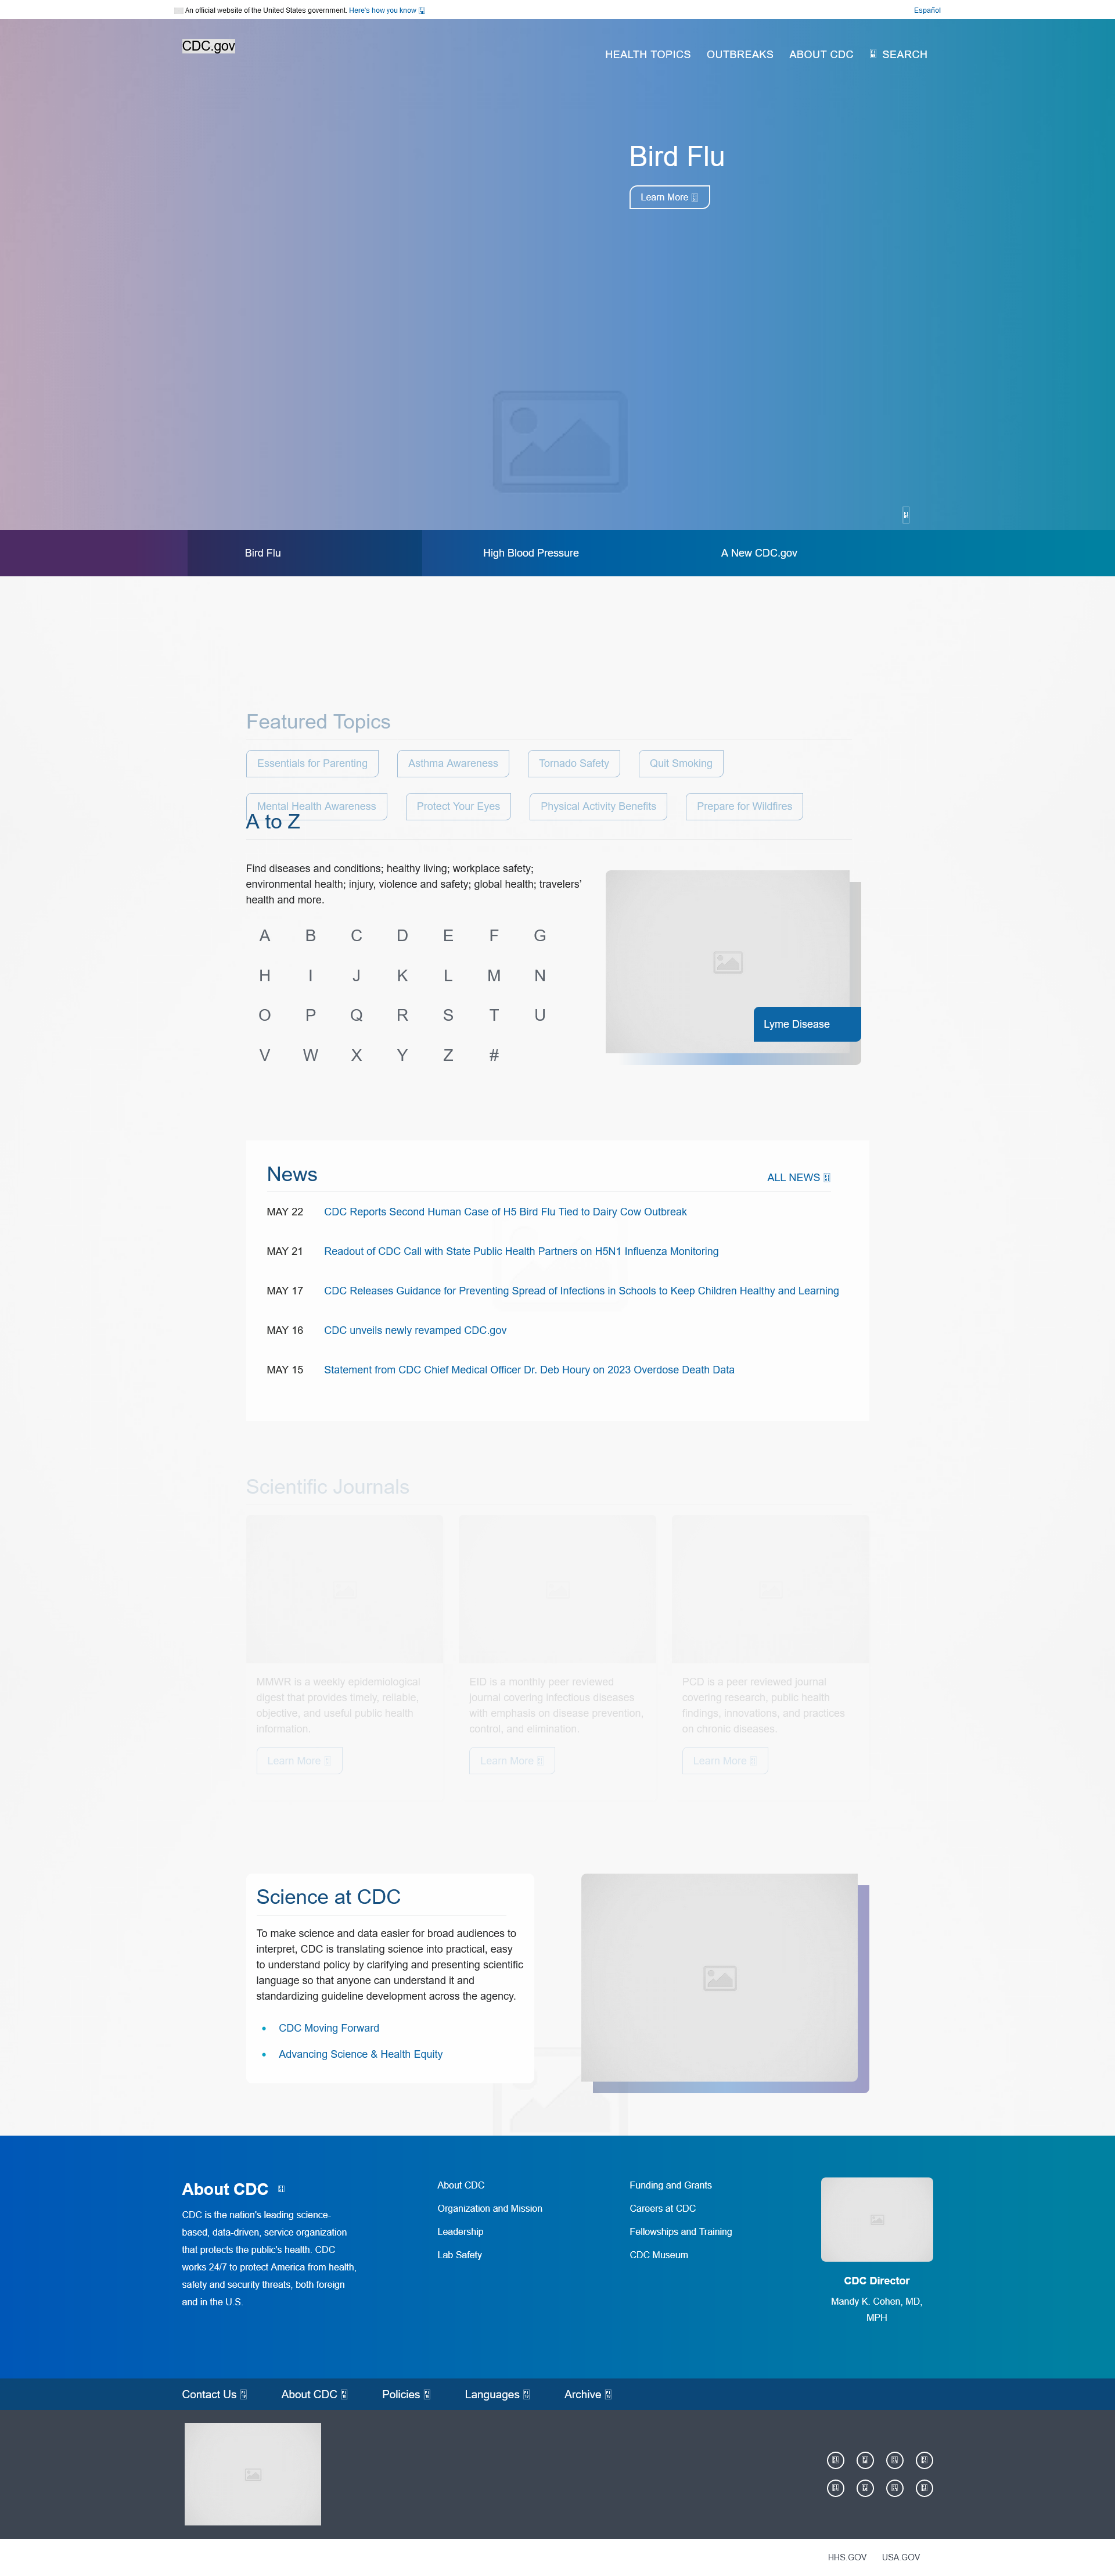 An official website of the United States government. Here's how you know
Español
CDC.gov
HEALTH TOPICS OUTBREAKS ABOUT CDC SEARCH
Bird Flu
Learn More
Bird Flu High Blood Pressure A New CDC.gov
Featured Topics
Essentials for Parenting Asthma Awareness Tornado Safety Quit Smoking
Mental Health Awareness Protect Your Eyes Physical Activity Benefits Prepare for Wildfires
A to Z
Find diseases and conditions; healthy living; workplace safety;
environmental health; injury, violence and safety; global health; travelers'
health and more.
A B C D E F G
H I J K L M N
O P Q R S T U
V W X Y Z #
Lyme Disease
News
ALL NEWS
MAY 22 CDC Reports Second Human Case of H5 Bird Flu Tied to Dairy Cow Outbreak
MAY 21 Readout of CDC Call with State Public Health Partners on H5N1 Influenza Monitoring
MAY 17 CDC Releases Guidance for Preventing Spread of Infections in Schools to Keep Children Healthy and Learning
MAY 16 CDC unveils newly revamped CDC.gov
MAY 15 Statement from CDC Chief Medical Officer Dr. Deb Houry on 2023 Overdose Death Data
Scientific Journals
MMWR is a weekly epidemiological
digest that provides timely, reliable,
objective, and useful public health
information.
Learn More
EID is a monthly peer reviewed
journal covering infectious diseases
with emphasis on disease prevention,
control, and elimination.
Learn More
PCD is a peer reviewed journal
covering research, public health
findings, innovations, and practices
on chronic diseases.
Learn More
Science at CDC
To make science and data easier for broad audiences to
interpret, CDC is translating science into practical, easy
to understand policy by clarifying and presenting scientific
language so that anyone can understand it and
standardizing guideline development across the agency.
CDC Moving Forward
Advancing Science & Health Equity
About CDC
CDC is the nation's leading science-
based, data-driven, service organization
that protects the public's health. CDC
works 24/7 to protect America from health,
safety and security threats, both foreign
and in the U.S.
About CDC
Organization and Mission
Leadership
Lab Safety
Funding and Grants
Careers at CDC
Fellowships and Training
CDC Museum
CDC Director
Mandy K. Cohen, MD,
MPH
Contact Us About CDC Policies Languages Archive
HHS.GOV USA.GOV